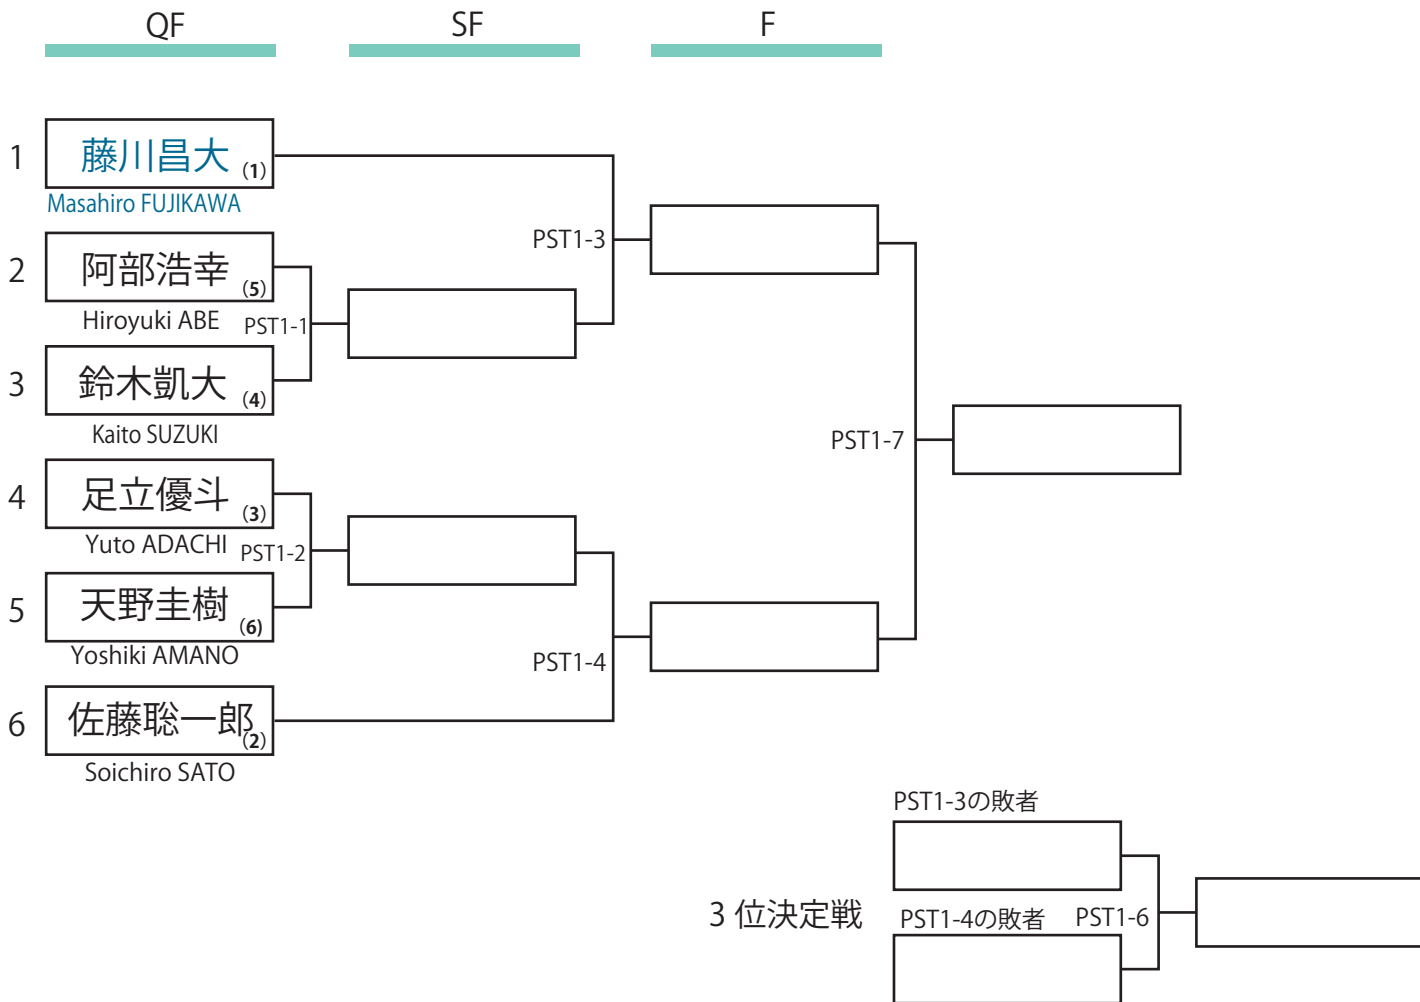 QF
SF
F
1
藤川昌大 (1)
Masahiro FUJIKAWA
2
阿部浩幸 (5)
Hiroyuki ABE
PST1-1
3
鈴木凱大 (4)
Kaito SUZUKI
PST1-3
4
足立優斗 (3)
Yuto ADACHI
PST1-2
5
天野圭樹 (6)
Yoshiki AMANO
PST1-4
6
佐藤聡一郎 (2)
Soichiro SATO
PST1-7
PST1-3の敗者
3 位決定戦
PST1-4の敗者
PST1-6